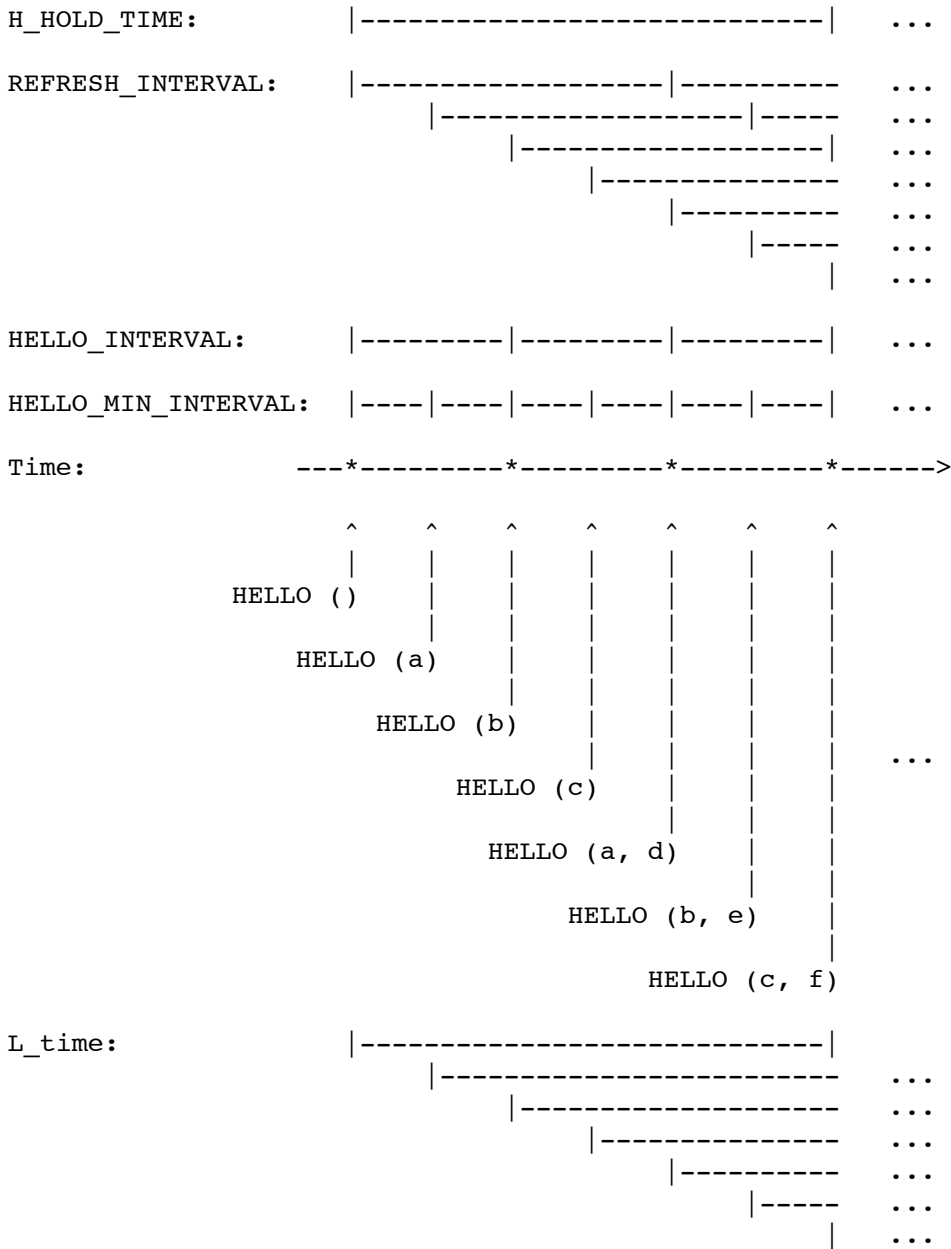 H_HOLD_TIME:         |-----------------------------|   ...
REFRESH_INTERVAL:    |-------------------|----------   ...
                          |-------------------|-----   ...
                               |-------------------|   ...
                                    |---------------   ...
                                         |----------   ...
                                              |-----   ...
                                                   |   ...
HELLO_INTERVAL:      |---------|---------|---------|   ...
HELLO_MIN_INTERVAL:  |----|----|----|----|----|----|   ...
Time:             ---*---------*---------*---------*------>
                     ^    ^    ^    ^    ^    ^    ^
                     |    |    |    |    |    |    |
              HELLO ()    |    |    |    |    |    |
                          |    |    |    |    |    |
                  HELLO (a)    |    |    |    |    |
                               |    |    |    |    |
                       HELLO (b)    |    |    |    |
                                    |    |    |    |   ...
                            HELLO (c)    |    |    |
                                         |    |    |
                              HELLO (a, d)    |    |
                                              |    |
                                   HELLO (b, e)    |
                                                   |
                                        HELLO (c, f)
L_time:              |-----------------------------|
                          |-------------------------   ...
                               |--------------------   ...
                                    |---------------   ...
                                         |----------   ...
                                              |-----   ...
                                                   |   ...